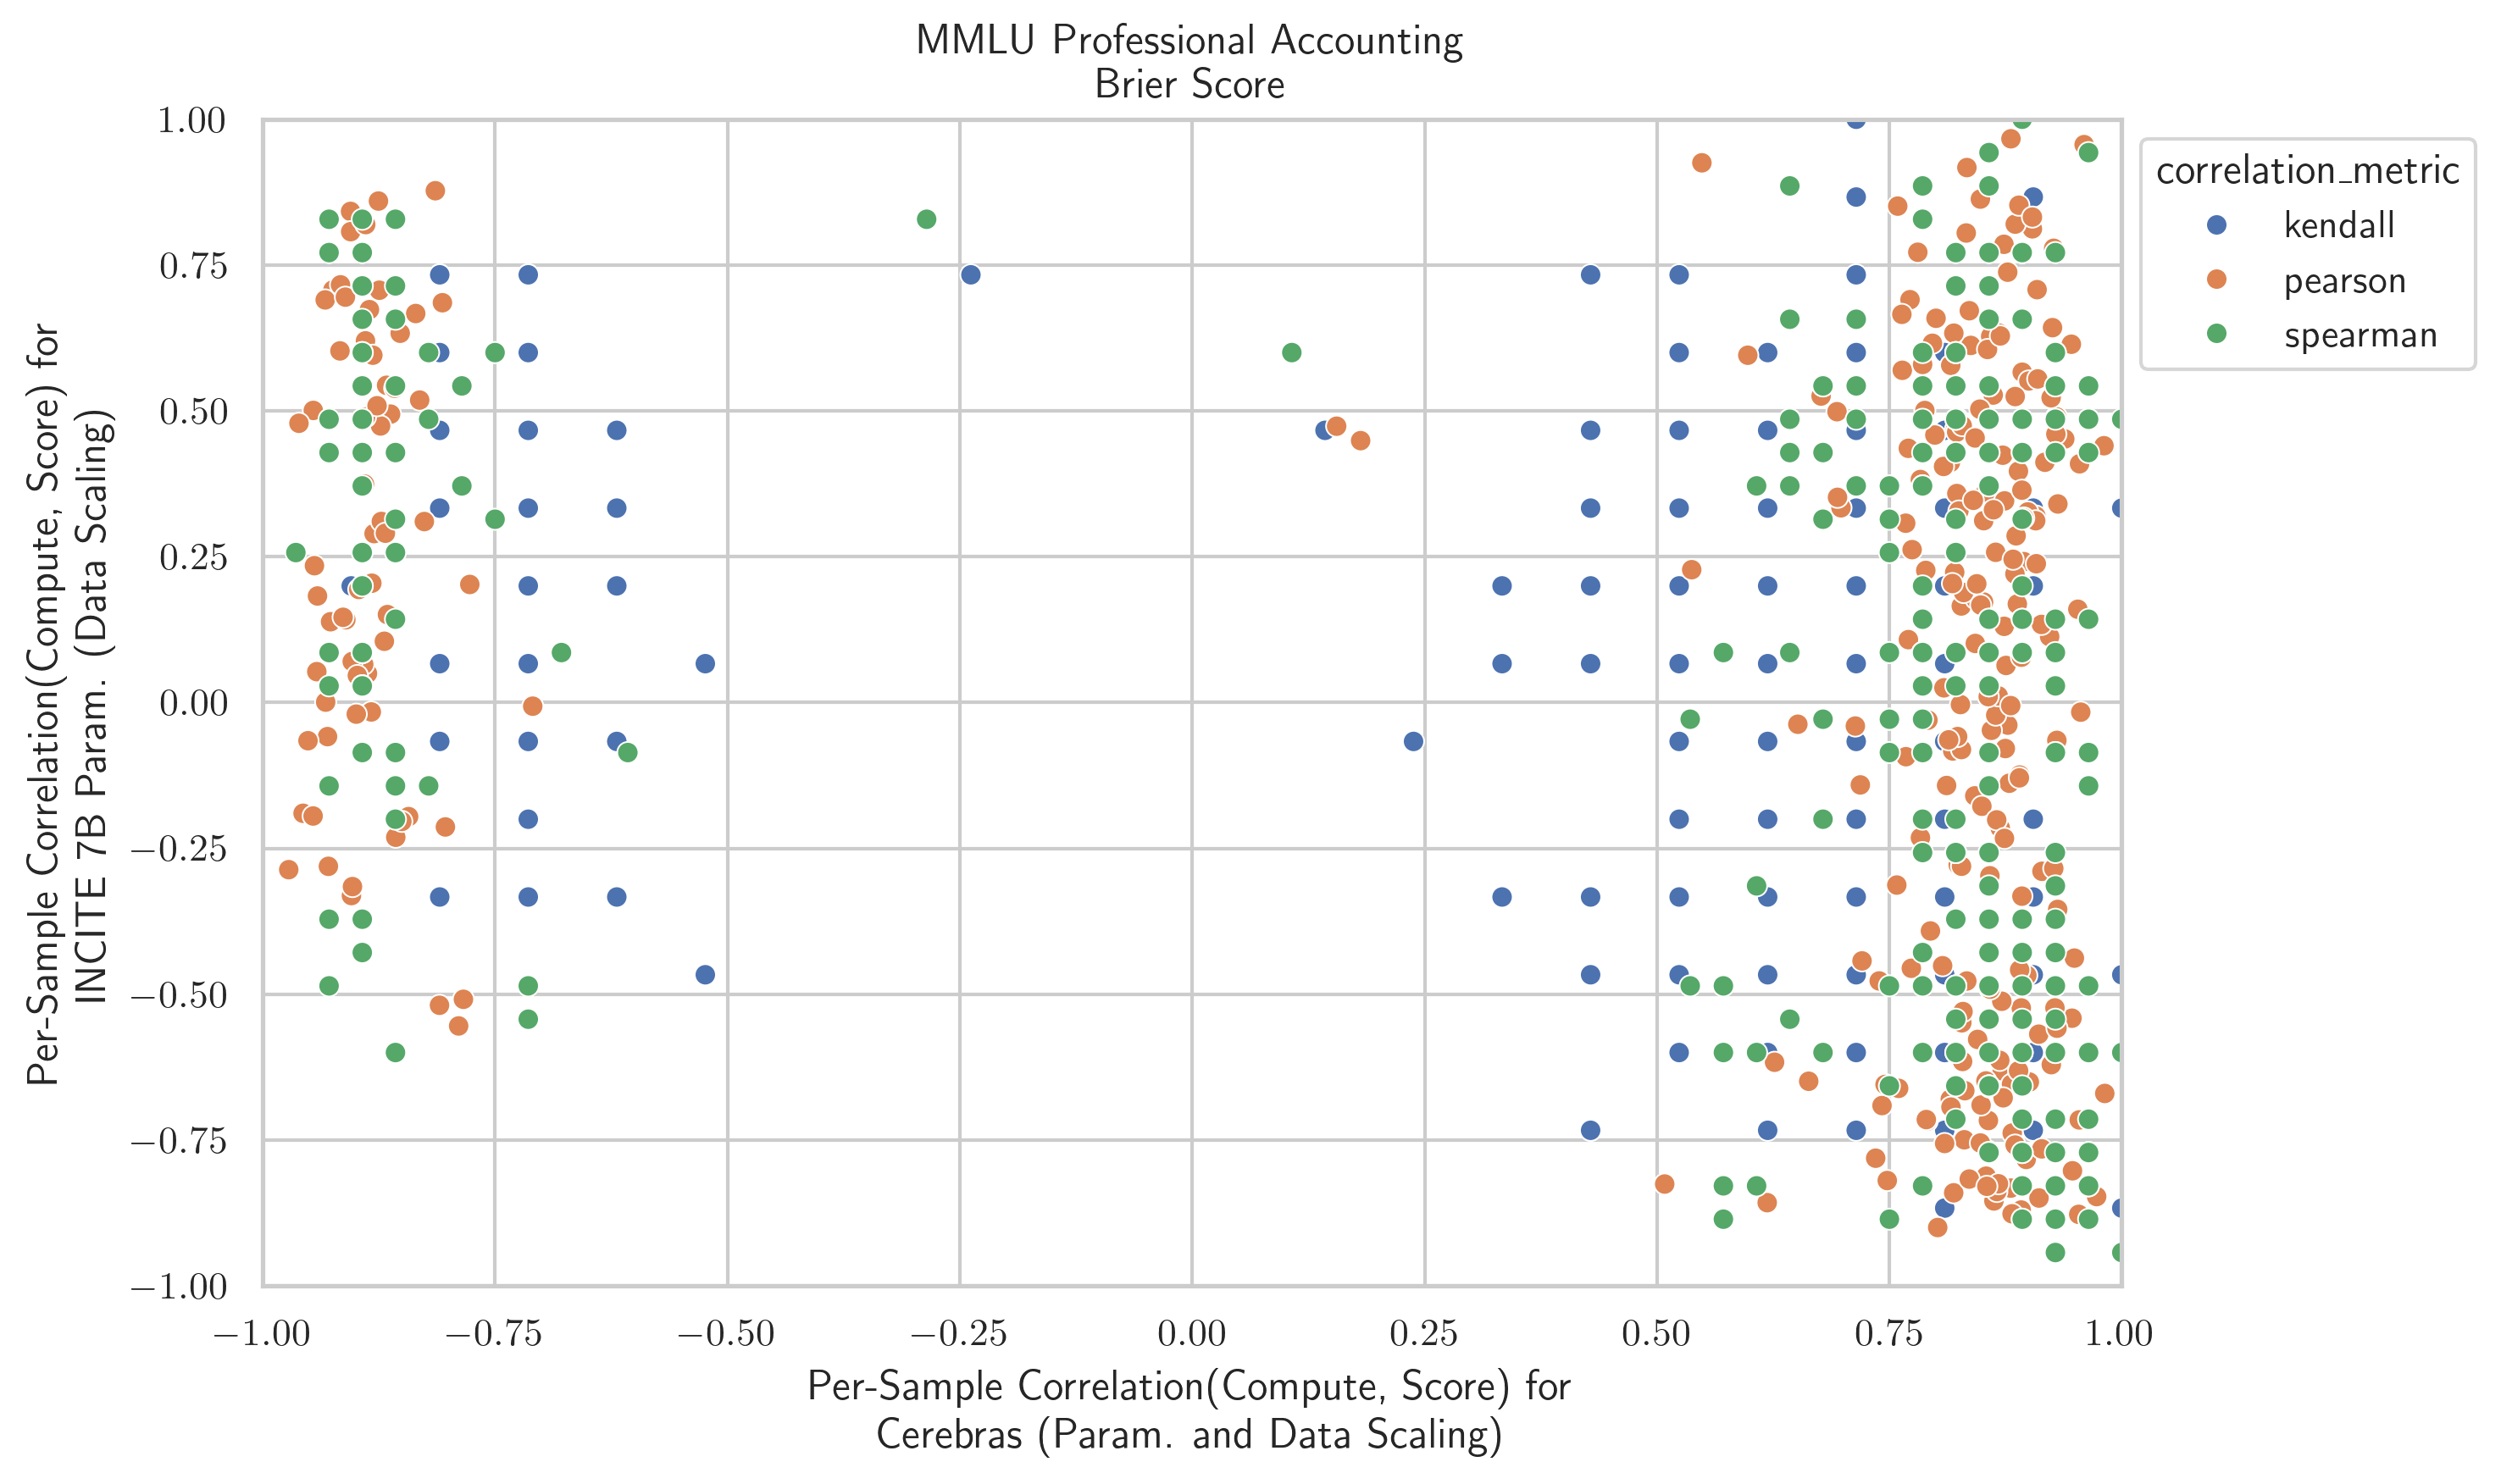 MMLU Professional Accounting
Brier Score
Per-Sample Correlation(Compute, Score) for
INCITE 7B Param. (Data Scaling)
1.00
0.75
0.50
0.25
0.00
−0.25
−0.50
−0.75
−1.00
−1.00
−0.75
−0.50
−0.25
0.00
0.25
0.50
0.75
1.00
Per-Sample Correlation(Compute, Score) for
Cerebras (Param. and Data Scaling)
correlation_metric
kendall
pearson
spearman